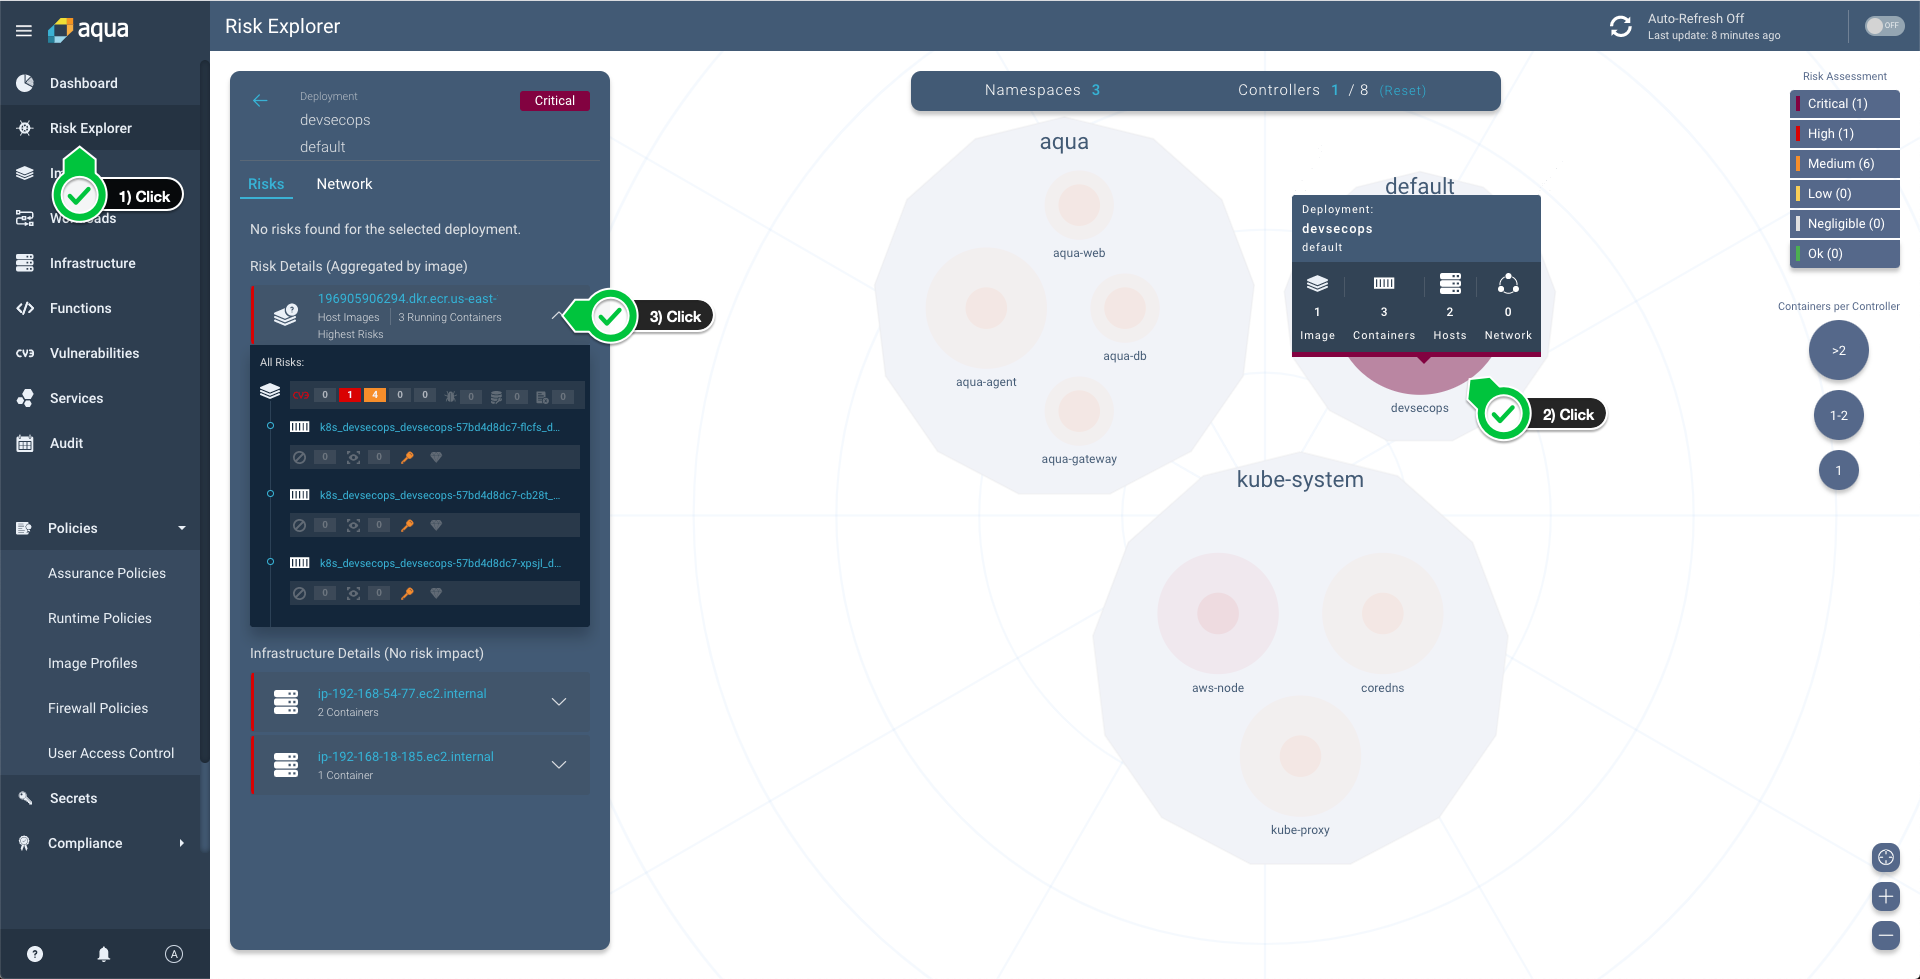 aqua
Risk Explorer
Auto-Refresh Off
Last update: 8 minutes ago
OFF
Dashboard
Risk Explorer
1) Click
Infrastructure
Functions
CV3
Vulnerabilities
Services
Audit
Policies
Assurance Policies
Runtime Policies
Image Profiles
Firewall Policies
User Access Control
Secrets
Compliance
?
A
Deployment
Critical
devsecops
default
Risks
Network
No risks found for the selected deployment.
Risk Details (Aggregated by image)
196905906294.dkr.ecr.us-east-
Host Images
3 Running Containers
Highest Risks
3) Click
All Risks:
CV3 0 1 4 0 0 0 0 0
k8s_devsecops_devsecops-57bd4d8dc7-flcfs_d...
0 0
k8s_devsecops_devsecops-57bd4d8dc7-cb28t_...
0 0
k8s_devsecops_devsecops-57bd4d8dc7-xpsjl_d...
0 0
Infrastructure Details (No risk impact)
ip-192-168-54-77.ec2.internal
2 Containers
ip-192-168-18-185.ec2.internal
1 Container
Namespaces 3
Controllers 1 / 8 (Reset)
aqua
aqua-web
aqua-db
aqua-agent
aqua-gateway
default
Deployment:
devsecops
default
1 3 2 0
Image Containers Hosts Network
devsecops
2) Click
kube-system
aws-node
coredns
kube-proxy
Risk Assessment
Critical (1)
High (1)
Medium (6)
Low (0)
Negligible (0)
Ok (0)
Containers per Controller
>2
1-2
1